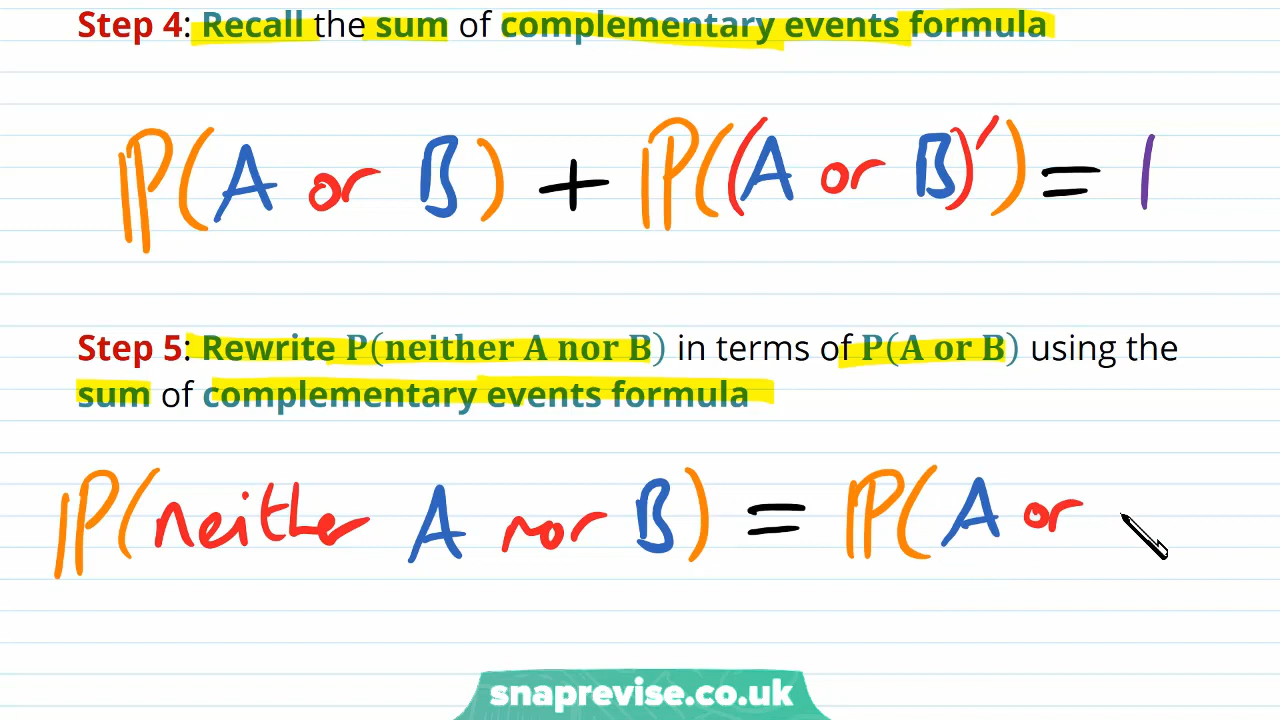 Step 4: Recall the sum of complementary events formula
ℙ(A or B) + ℙ((A or B)′) = 1
Step 5: Rewrite P(neither A nor B) in terms of P(A or B) using the
sum of complementary events formula
ℙ(neither A nor B) = ℙ(A or
snaprevise.co.uk